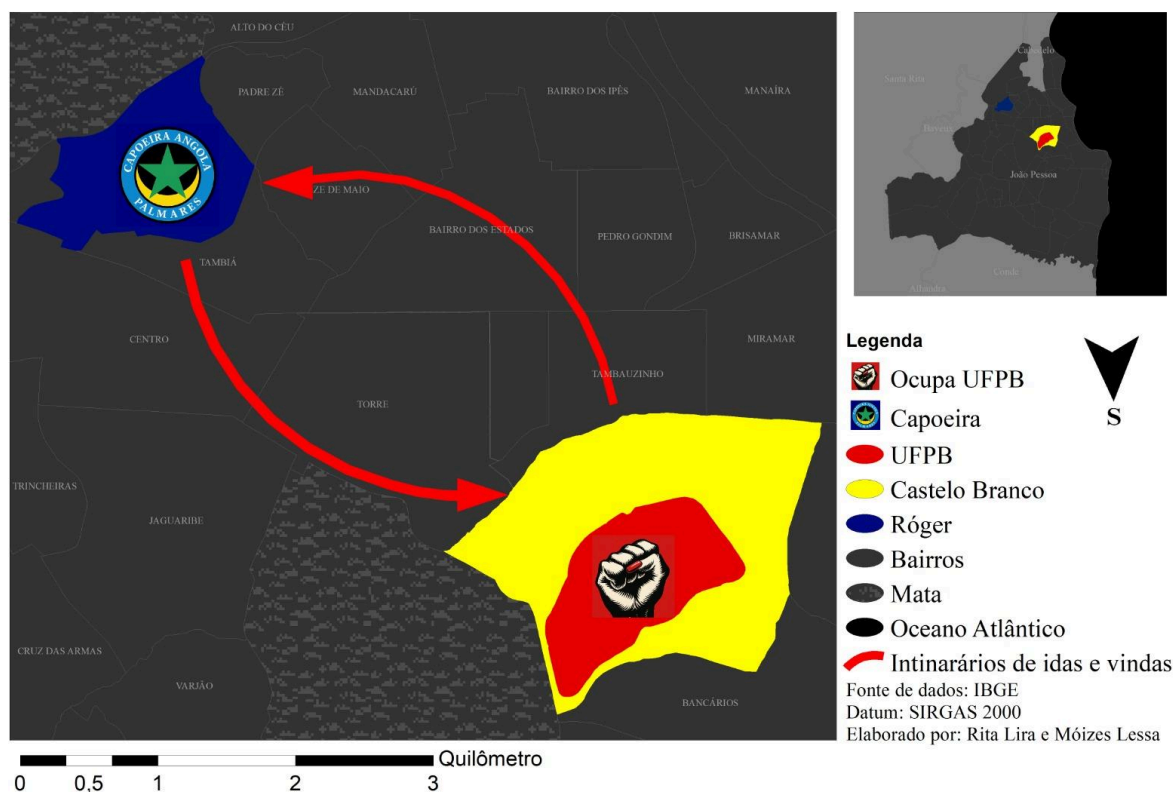 ALTO DO CÉU
PADRE ZÉ
MANDACARÚ
BAIRRO DOS IPÊS
MANAÍRA
CAPOEIRA ANGOLA
PALMARES
ZE DE MAIO
BAIRRO DOS ESTADOS
PEDRO GONDIM
BRISAMAR
TAMBIÁ
CENTRO
MIRAMAR
TAMBAUZINHO
TORRE
TRINCHEIRAS
JAGUARIBE
CRUZ DAS ARMAS
VARJÃO
BANCÁRIOS
Quilômetro
0 0,5 1 2 3
Cabedelo
Santa Rita
Bayeux
João Pessoa
Conde
Alhandra
Legenda
Ocupa UFPB
Capoeira
UFPB
Castelo Branco
Róger
Bairros
Mata
Oceano Atlântico
Intinarários de idas e vindas
S
Fonte de dados: IBGE
Datum: SIRGAS 2000
Elaborado por: Rita Lira e Móizes Lessa